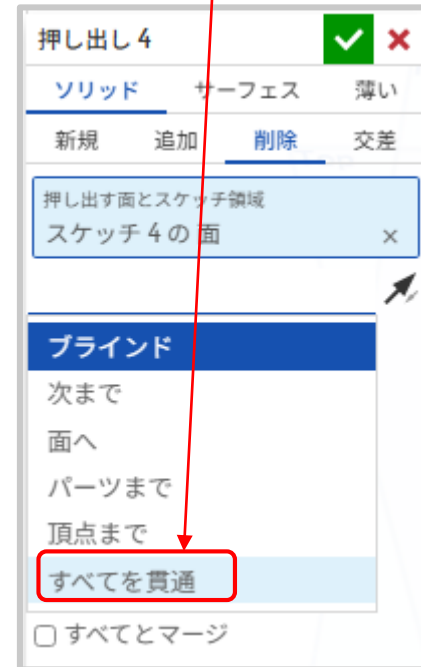 押し出し 4
ソリッド サーフェス 薄い
新規 追加 削除 交差
押し出す面とスケッチ領域
スケッチ 4 の 面
ブラインド
次まで
面へ
パーツまで
頂点まで
すべてを貫通
すべてとマージ